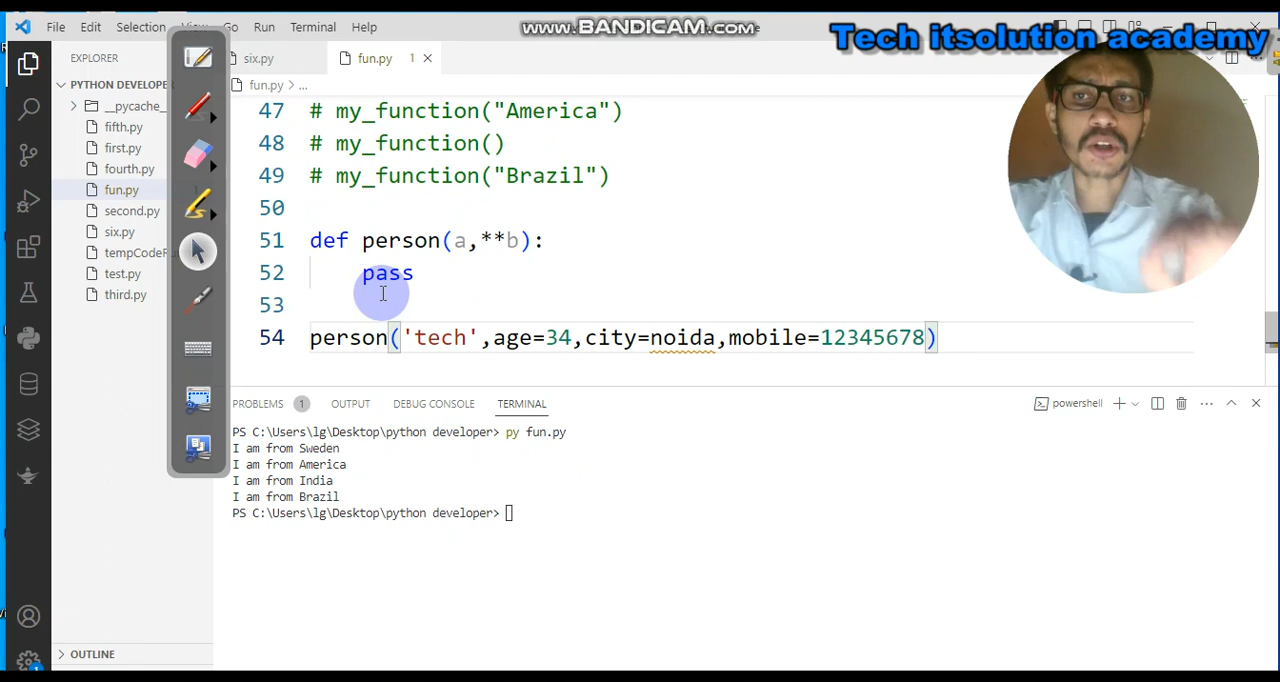 File Edit Selection View Go Run Terminal Help
www.BANDICAM.com
Tech itsolution academy
EXPLORER
six.py
fun.py 1
PYTHON DEVELOPE
fun.py > ...
__pycache_
fifth.py
first.py
fourth.py
fun.py
second.py
six.py
tempCodeR
test.py
third.py
47 # my_function("America")
48 # my_function()
49 # my_function("Brazil")
50
51 def person(a,**b):
52 pass
53
54 person('tech',age=34,city=noida,mobile=12345678)
PROBLEMS 1 OUTPUT DEBUG CONSOLE TERMINAL
powershell
PS C:\Users\lg\Desktop\python developer> py fun.py
I am from Sweden
I am from America
I am from India
I am from Brazil
PS C:\Users\lg\Desktop\python developer>
OUTLINE